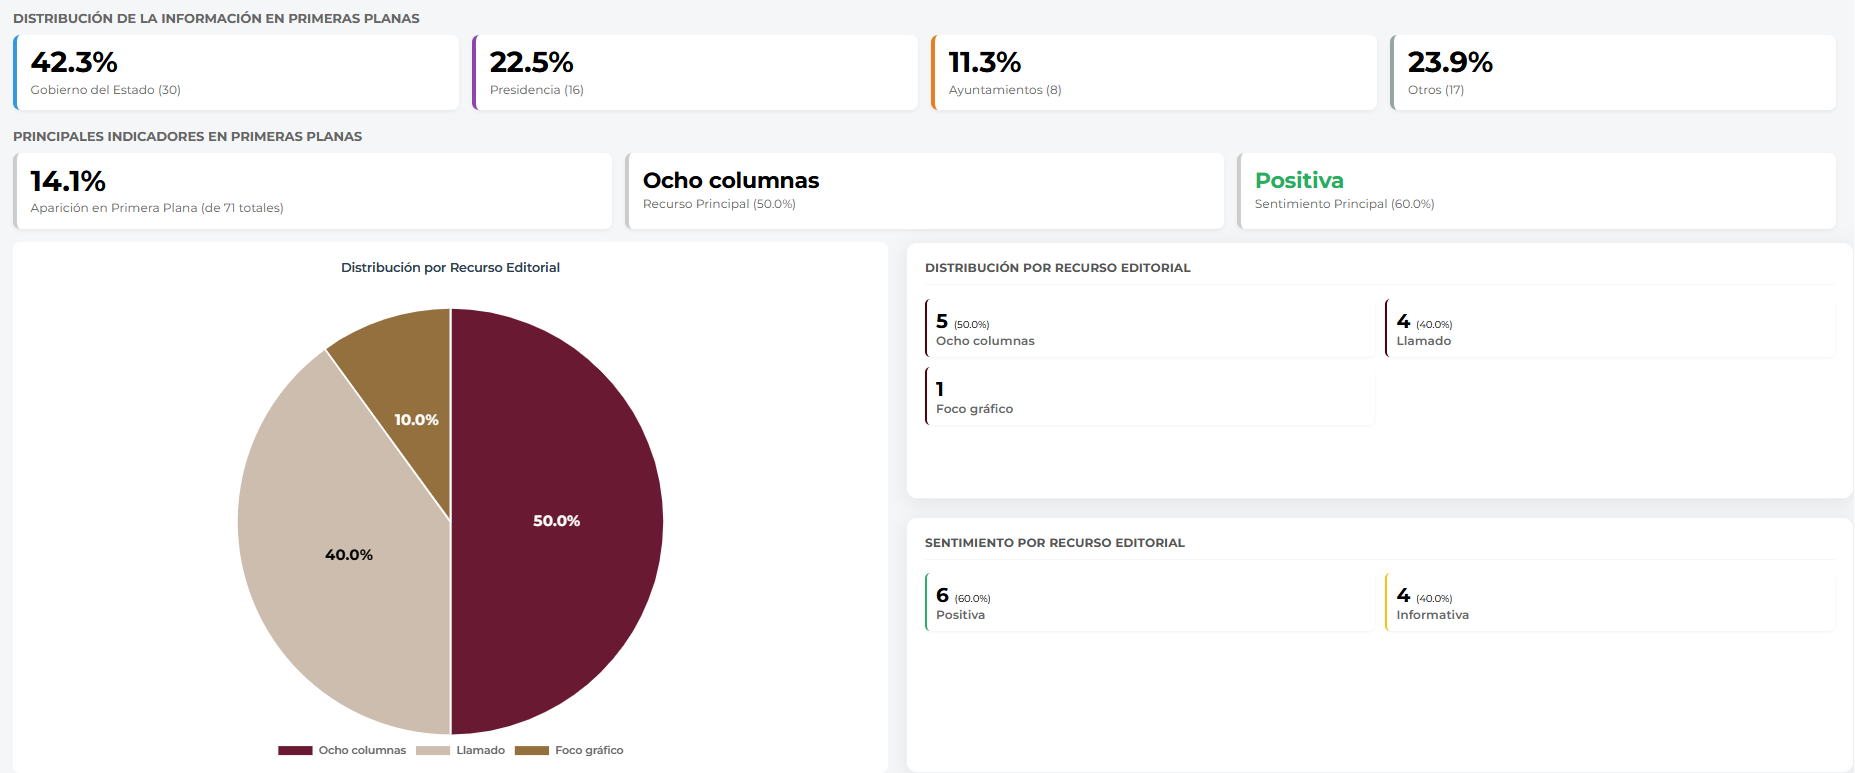 DISTRIBUCIÓN DE LA INFORMACIÓN EN PRIMERAS PLANAS
42.3%
Gobierno del Estado (30)
22.5%
Presidencia (16)
11.3%
Ayuntamientos (8)
23.9%
Otros (17)
PRINCIPALES INDICADORES EN PRIMERAS PLANAS
14.1%
Aparición en Primera Plana (de 71 totales)
Ocho columnas
Recurso Principal (50.0%)
Positiva
Sentimiento Principal (60.0%)
Distribución por Recurso Editorial
10.0%
50.0%
40.0%
Ocho columnas
Llamado
Foco gráfico
DISTRIBUCIÓN POR RECURSO EDITORIAL
5 (50.0%)
Ocho columnas
4 (40.0%)
Llamado
1
Foco gráfico
SENTIMIENTO POR RECURSO EDITORIAL
6 (60.0%)
Positiva
4 (40.0%)
Informativa